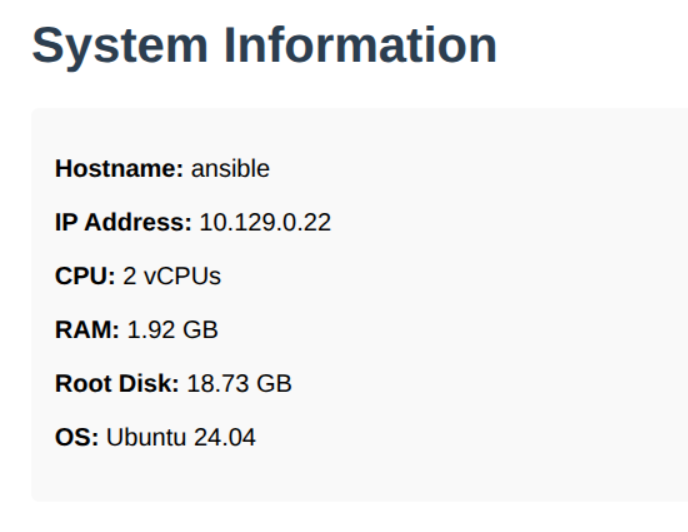 System Information
Hostname: ansible
IP Address: 10.129.0.22
CPU: 2 vCPUs
RAM: 1.92 GB
Root Disk: 18.73 GB
OS: Ubuntu 24.04